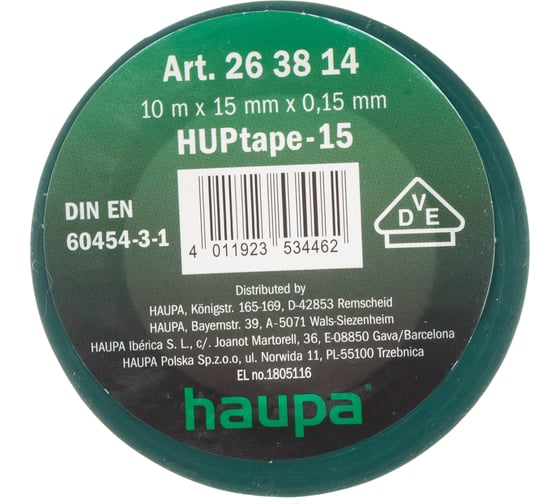 Art. 26 38 14
10 m x 15 mm x 0,15 mm
HUPtape-15
DIN EN
60454-3-1
VDE
4 011923 534462
Distributed by
HAUPA, Königstr. 165-169, D-42853 Remscheid
HAUPA, Bayernstr. 39, A-5071 Wals-Siezenheim
HAUPA Ibérica S. L., c/. Joanot Martorell, 36, E-08850 Gava/Barcelona
HAUPA Polska Sp.z.o.o, ul. Norwida 11, PL-55100 Trzebnica
EL no.1805116
haupa®